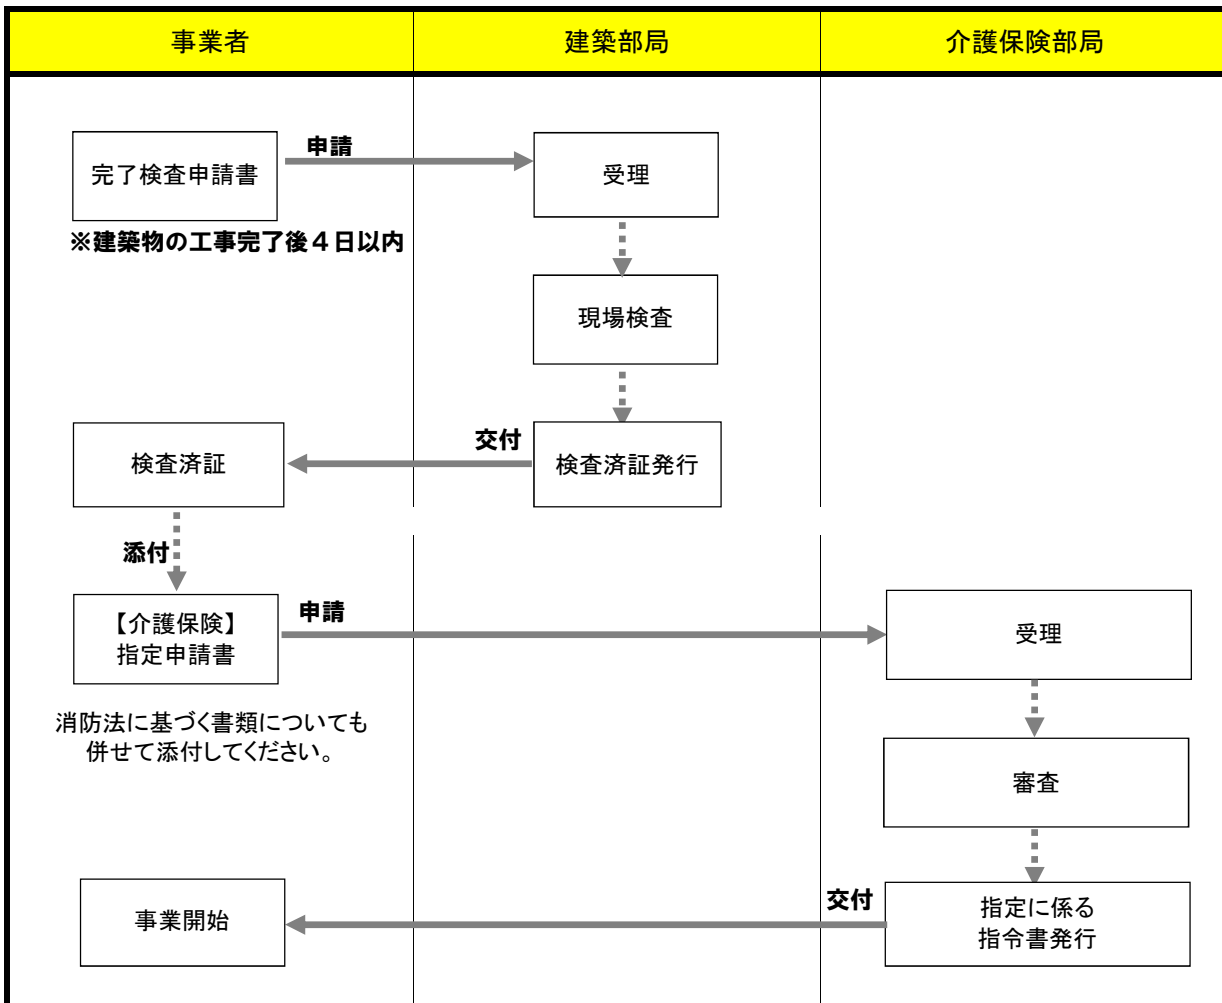 事業者
建築部局
介護保険部局
申請
完了検査申請書
受理
※建築物の工事完了後４日以内
現場検査
交付
検査済証
検査済証発行
添付
【介護保険】
指定申請書
申請
受理
消防法に基づく書類についても
併せて添付してください。
審査
交付
事業開始
指定に係る
指令書発行